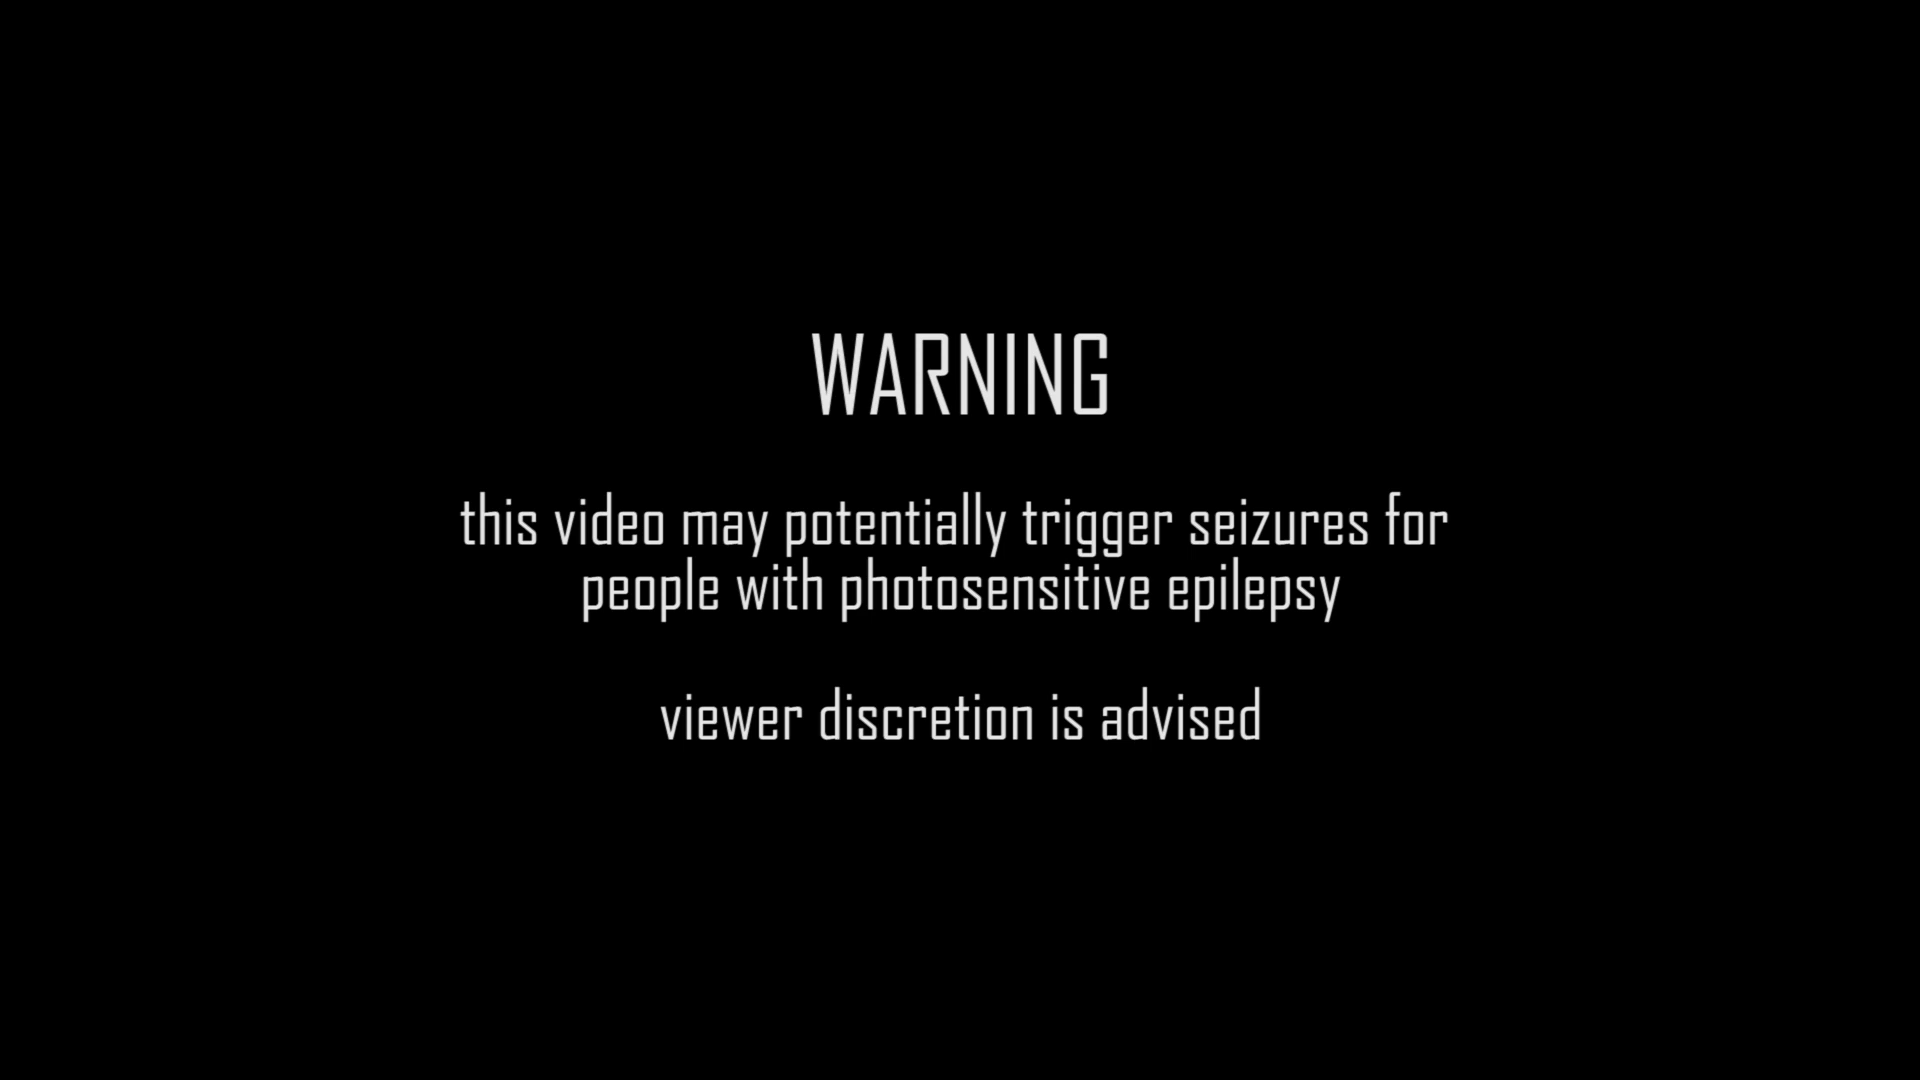 WARNING
this video may potentially trigger seizures for
people with photosensitive epilepsy
viewer discretion is advised